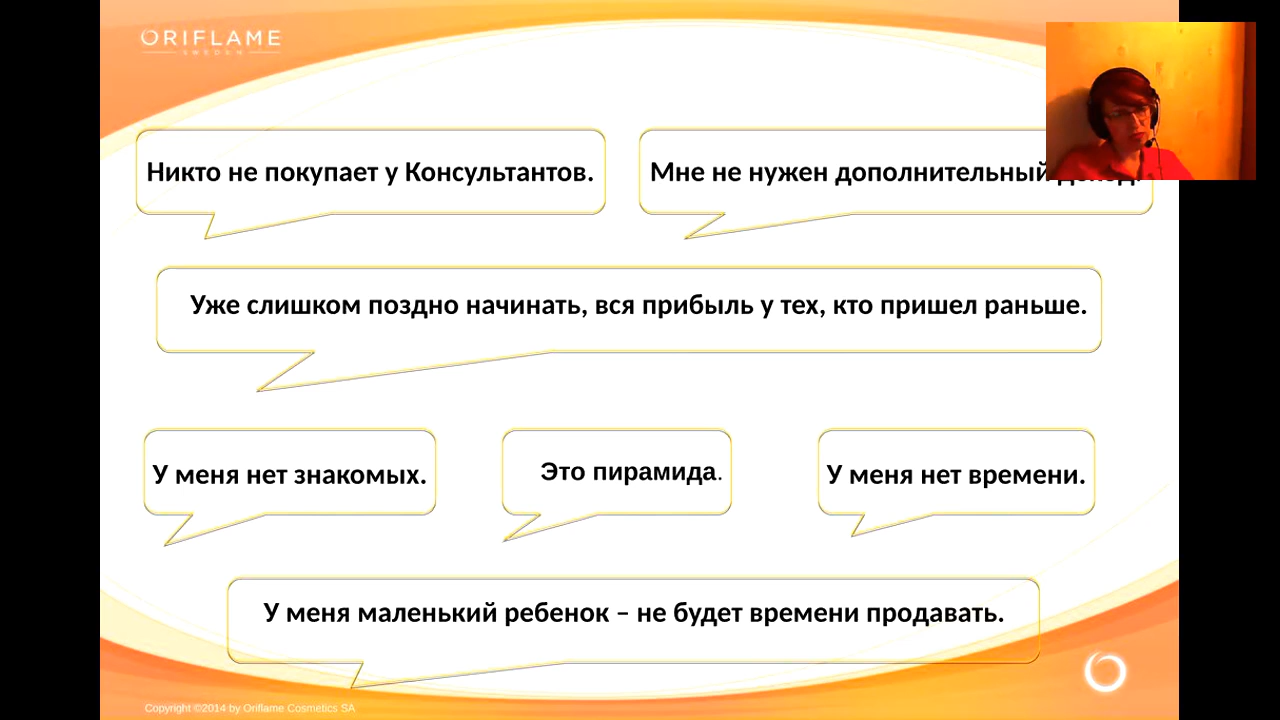 ORIFLAME
SWEDEN
Никто не покупает у Консультантов.
Мне не нужен дополнительный
Уже слишком поздно начинать, вся прибыль у тех, кто пришел раньше.
У меня нет знакомых.
Это пирамида.
У меня нет времени.
У меня маленький ребенок – не будет времени продавать.
Copyright ©2014 by Oriflame Cosmetics SA